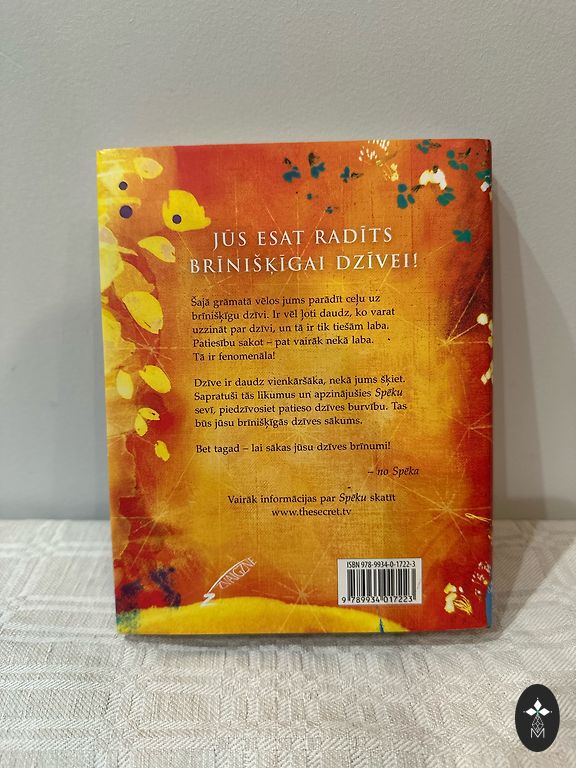 JŪS ESAT RADĪTS
BRĪNIŠĶĪGAI DZĪVEI!
Šajā grāmatā vēlos jums parādīt ceļu uz
brīnišķīgu dzīvi. Ir vēl ļoti daudz, ko varat
uzzināt par dzīvi, un tā ir tik tiešām laba.
Patiesību sakot – pat vairāk nekā laba.
Tā ir fenomenāla!
Dzīve ir daudz vienkāršāka, nekā jums šķiet.
Sapratuši tās likumus un apzinājušies Spēku
sevī, piedzīvosiet patieso dzīves burvību. Tas
būs jūsu brīnišķīgās dzīves sākums.
Bet tagad – lai sākas jūsu dzīves brīnumi!
– no Spēka
Vairāk informācijas par Spēku skatīt
www.thesecret.tv
ZVAIGZNE
ISBN 978-9934-0-1722-3
9 789934 017223
M